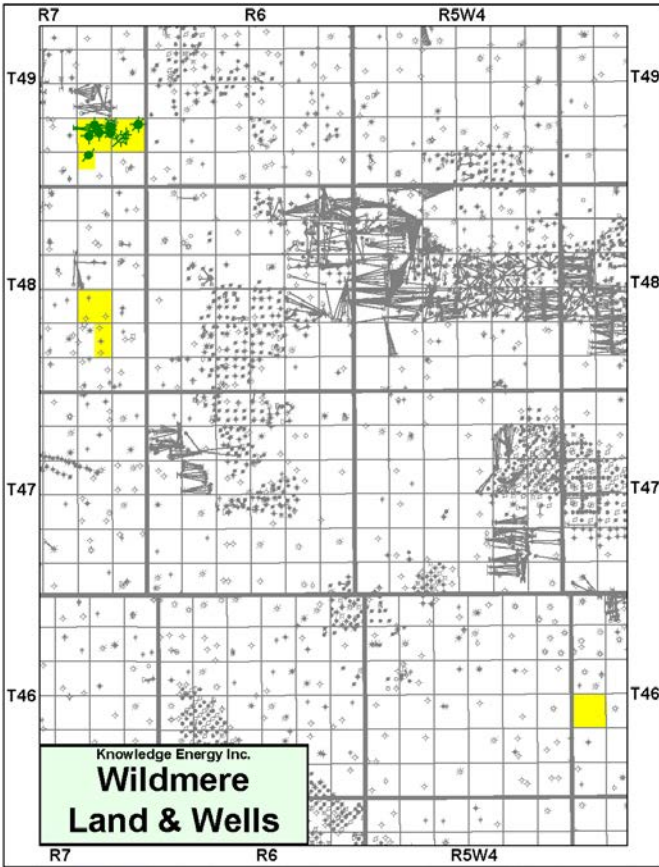 R7 R6 R5W4
T49 T49
T48 T48
T47 T47
T46 T46
Knowledge Energy Inc.
Wildmere
Land & Wells
R7 R6 R5W4